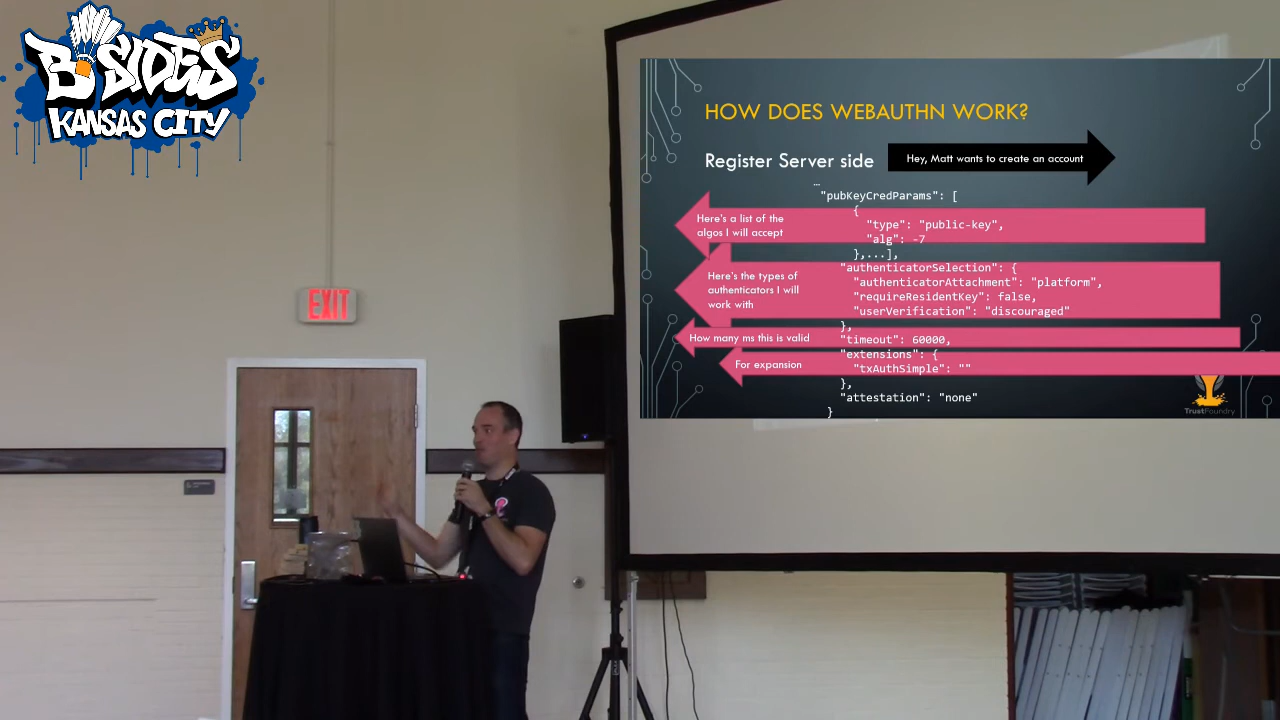 B·SIDES
KANSAS CITY
EXIT
HOW DOES WEBAUTHN WORK?
Register Server side
Hey, Matt wants to create an account
…
"pubKeyCredParams": [
{
Here's a list of the
algos I will accept
"type": "public-key",
"alg": -7
},...],
Here's the types of
authenticators I will
work with
"authenticatorSelection": {
"authenticatorAttachment": "platform",
"requireResidentKey": false,
"userVerification": "discouraged"
},
How many ms this is valid
"timeout": 60000,
"extensions": {
For expansion
"txAuthSimple": ""
},
"attestation": "none"
}
TrustFoundry